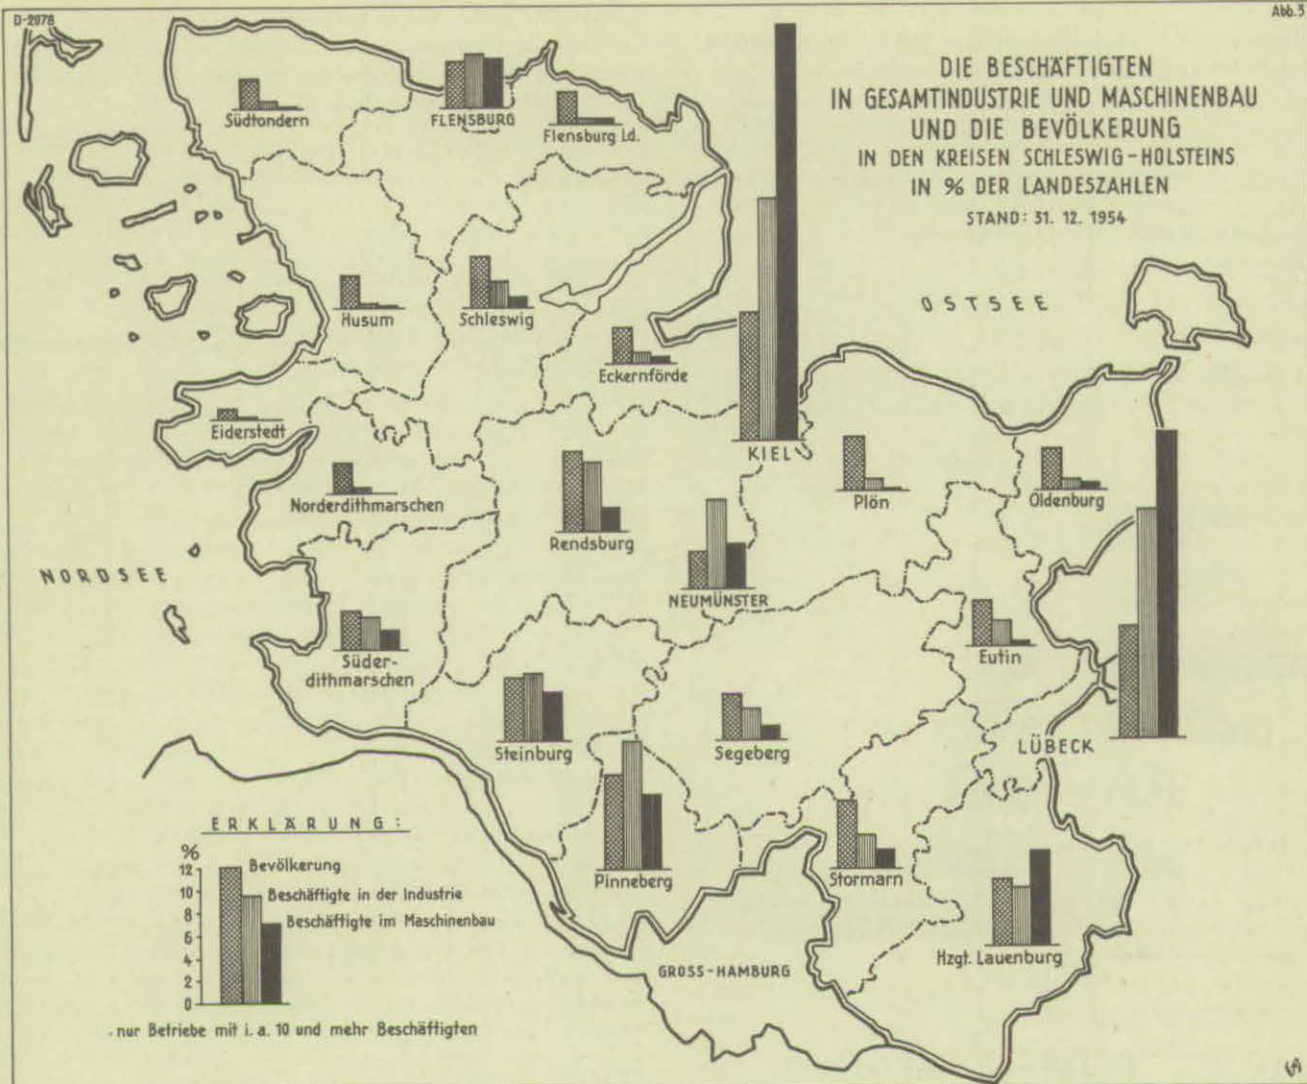 D-2078
Abb.3
DIE BESCHÄFTIGTEN
IN GESAMTINDUSTRIE UND MASCHINENBAU
UND DIE BEVÖLKERUNG
IN DEN KREISEN SCHLESWIG-HOLSTEINS
IN % DER LANDESZAHLEN
STAND: 31. 12. 1954
Südtondern
FLENSBURG
Flensburg Ld.
Husum
Schleswig
OSTSEE
Eckernförde
Eiderstedt
KIEL
Norderdithmarschen
Rendsburg
Plön
Oldenburg
NORDSEE
NEUMÜNSTER
Süder-
dithmarschen
Eutin
Steinburg
Segeberg
LÜBECK
Pinneberg
Stormarn
Hzgt. Lauenburg
GROSS-HAMBURG
ERKLÄRUNG:
%
12
10
8
6
4
2
0
Bevölkerung
Beschäftigte in der Industrie
Beschäftigte im Maschinenbau
nur Betriebe mit i. a. 10 und mehr Beschäftigten